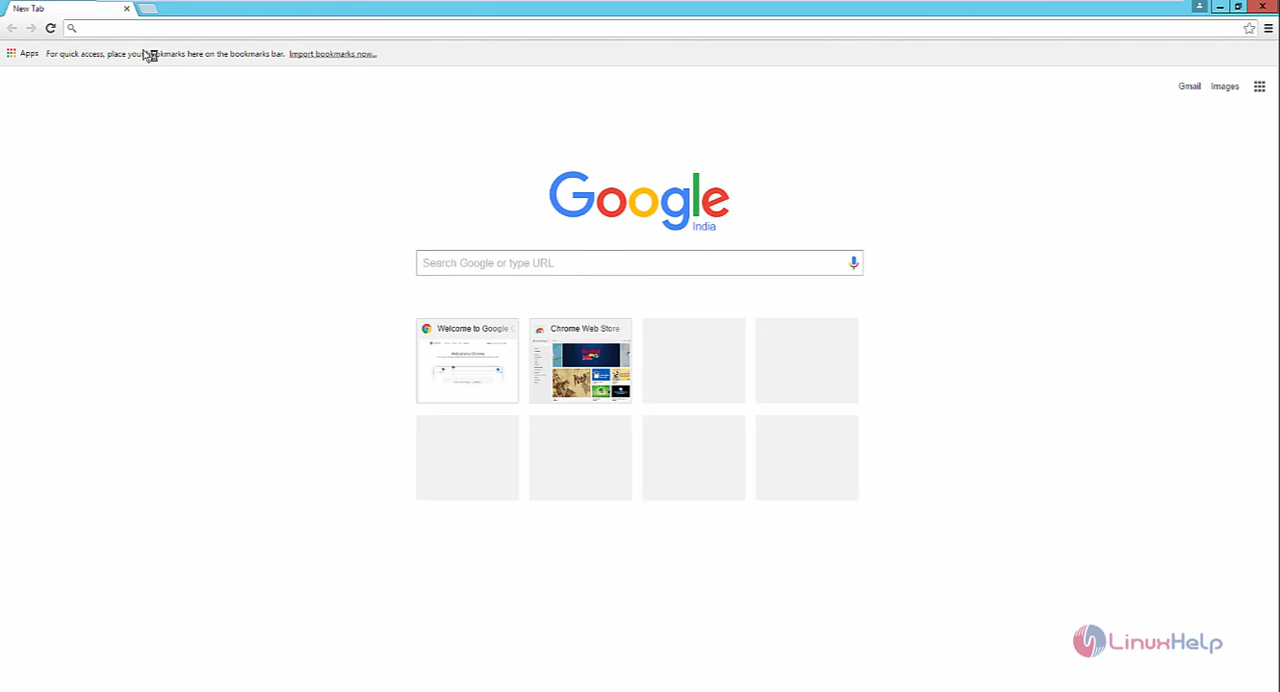 New Tab
Apps For quick access, place your bookmarks here on the bookmarks bar. Import bookmarks now...
Gmail Images
Google
India
Search Google or type URL
Welcome to Google C
Chrome Web Store
LinuxHelp